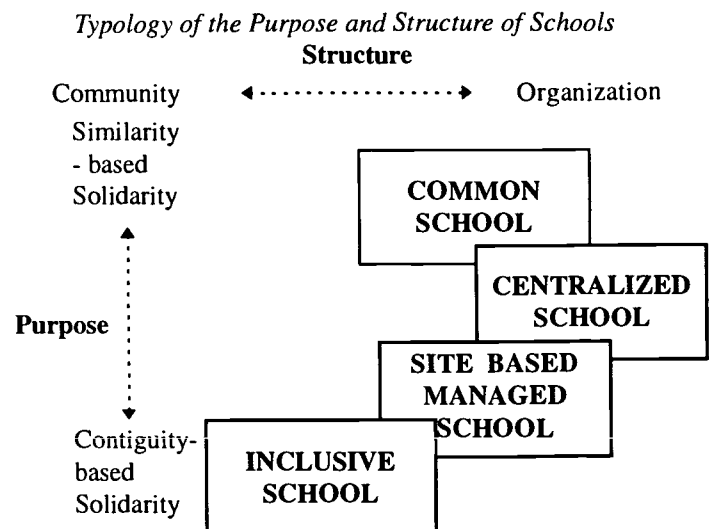 Typology of the Purpose and Structure of Schools
Structure
Community
Organization
Similarity
- based
Solidarity
COMMON
SCHOOL
CENTRALIZED
SCHOOL
Purpose
SITE BASED
MANAGED
SCHOOL
Contiguity-
based
Solidarity
INCLUSIVE
SCHOOL